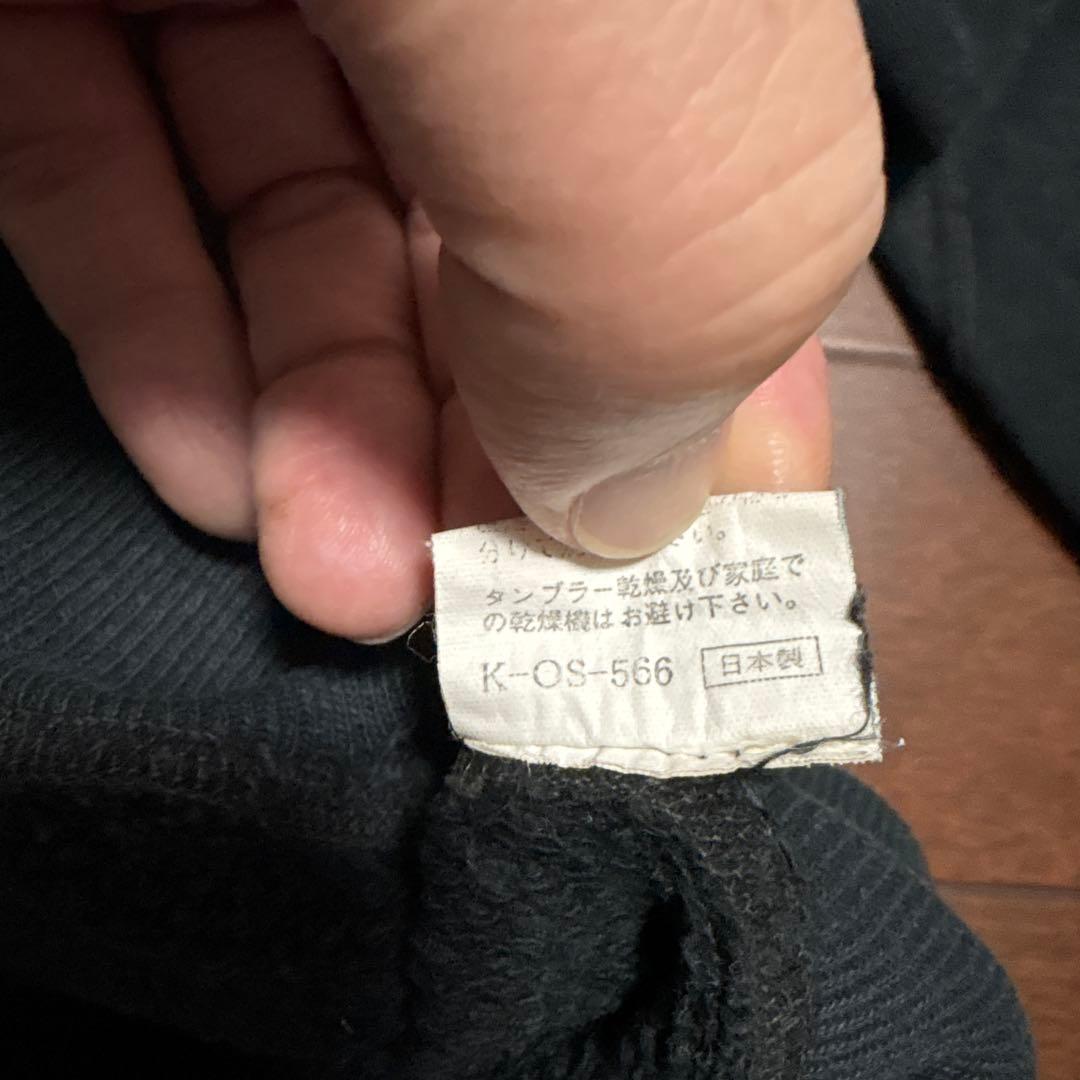 タンブラー乾燥及び家庭で
の乾燥機はお避け下さい。
K-OS-566 日本製